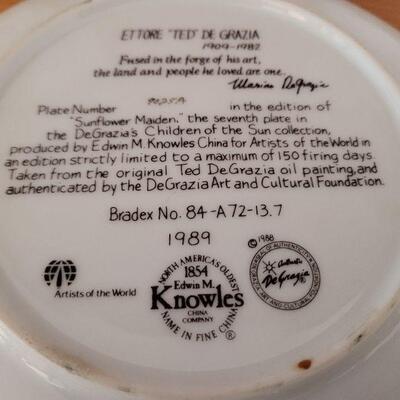 ETTORE "TED" DE GRAZIA
1909-1982
Fused in the forge of his art,
the land and people he loved are one.
Marion DeGrazia
Plate Number 9025A in the edition of
"Sunflower Maiden," the seventh plate in
the DeGrazia's Children of the Sun collection,
produced by Edwin M. Knowles China for Artists of the World in
an edition strictly limited to a maximum of 150 firing days.
Taken from the original Ted DeGrazia oil painting, and
authenticated by the DeGrazia Art and Cultural Foundation.
Bradex No. 84-A72-13.7
1989
Artists of the World
NORTH AMERICA'S OLDEST
1854
Edwin M.
Knowles
CHINA
COMPANY
NAME IN FINE CHINA
© 1988
Authentic
DeGrazia